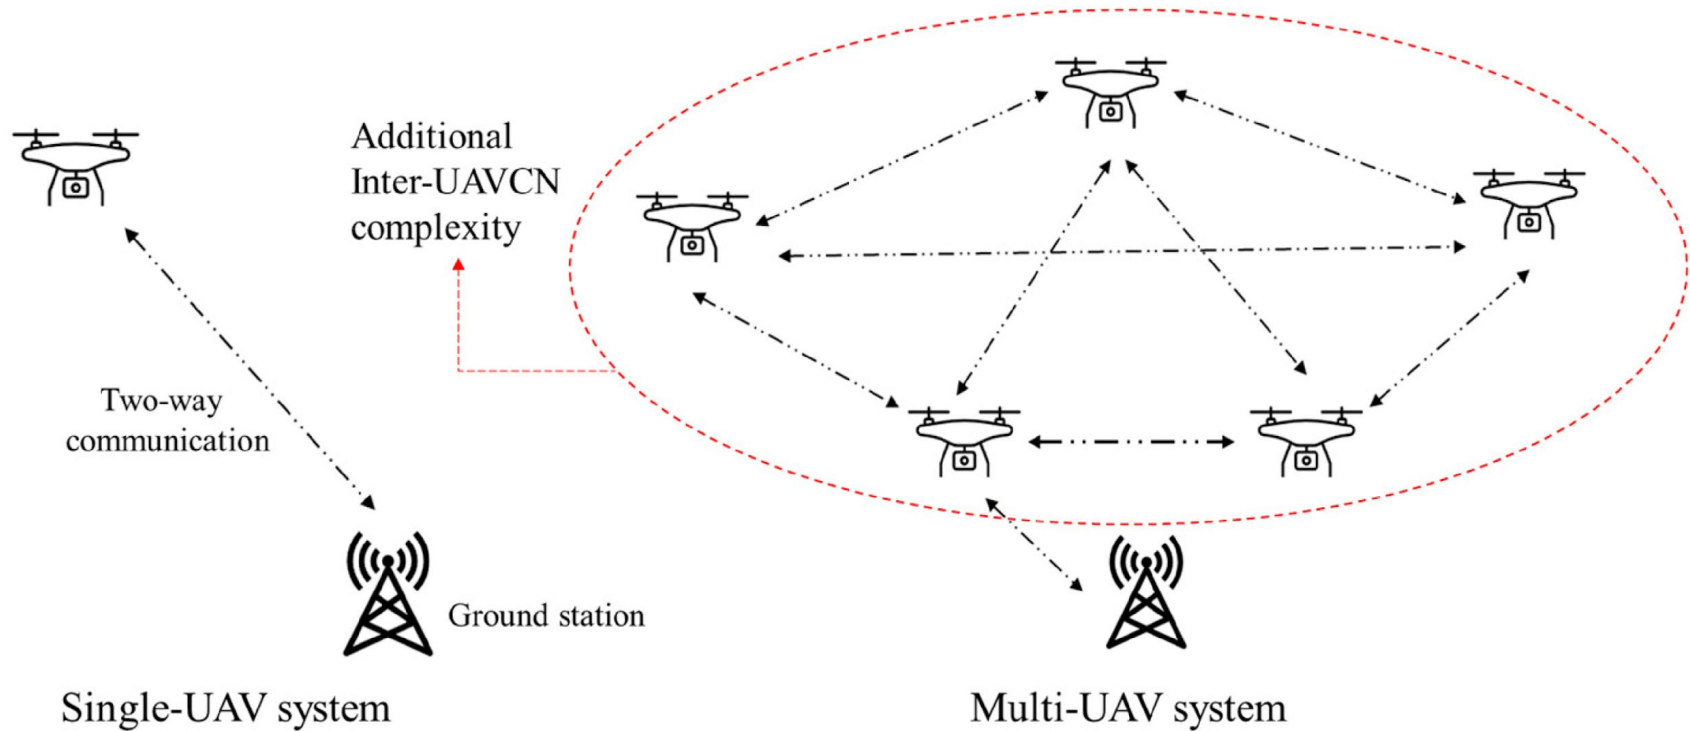 Additional
Inter-UAVCN
complexity
Two-way
communication
Ground station
Single-UAV system
Multi-UAV system